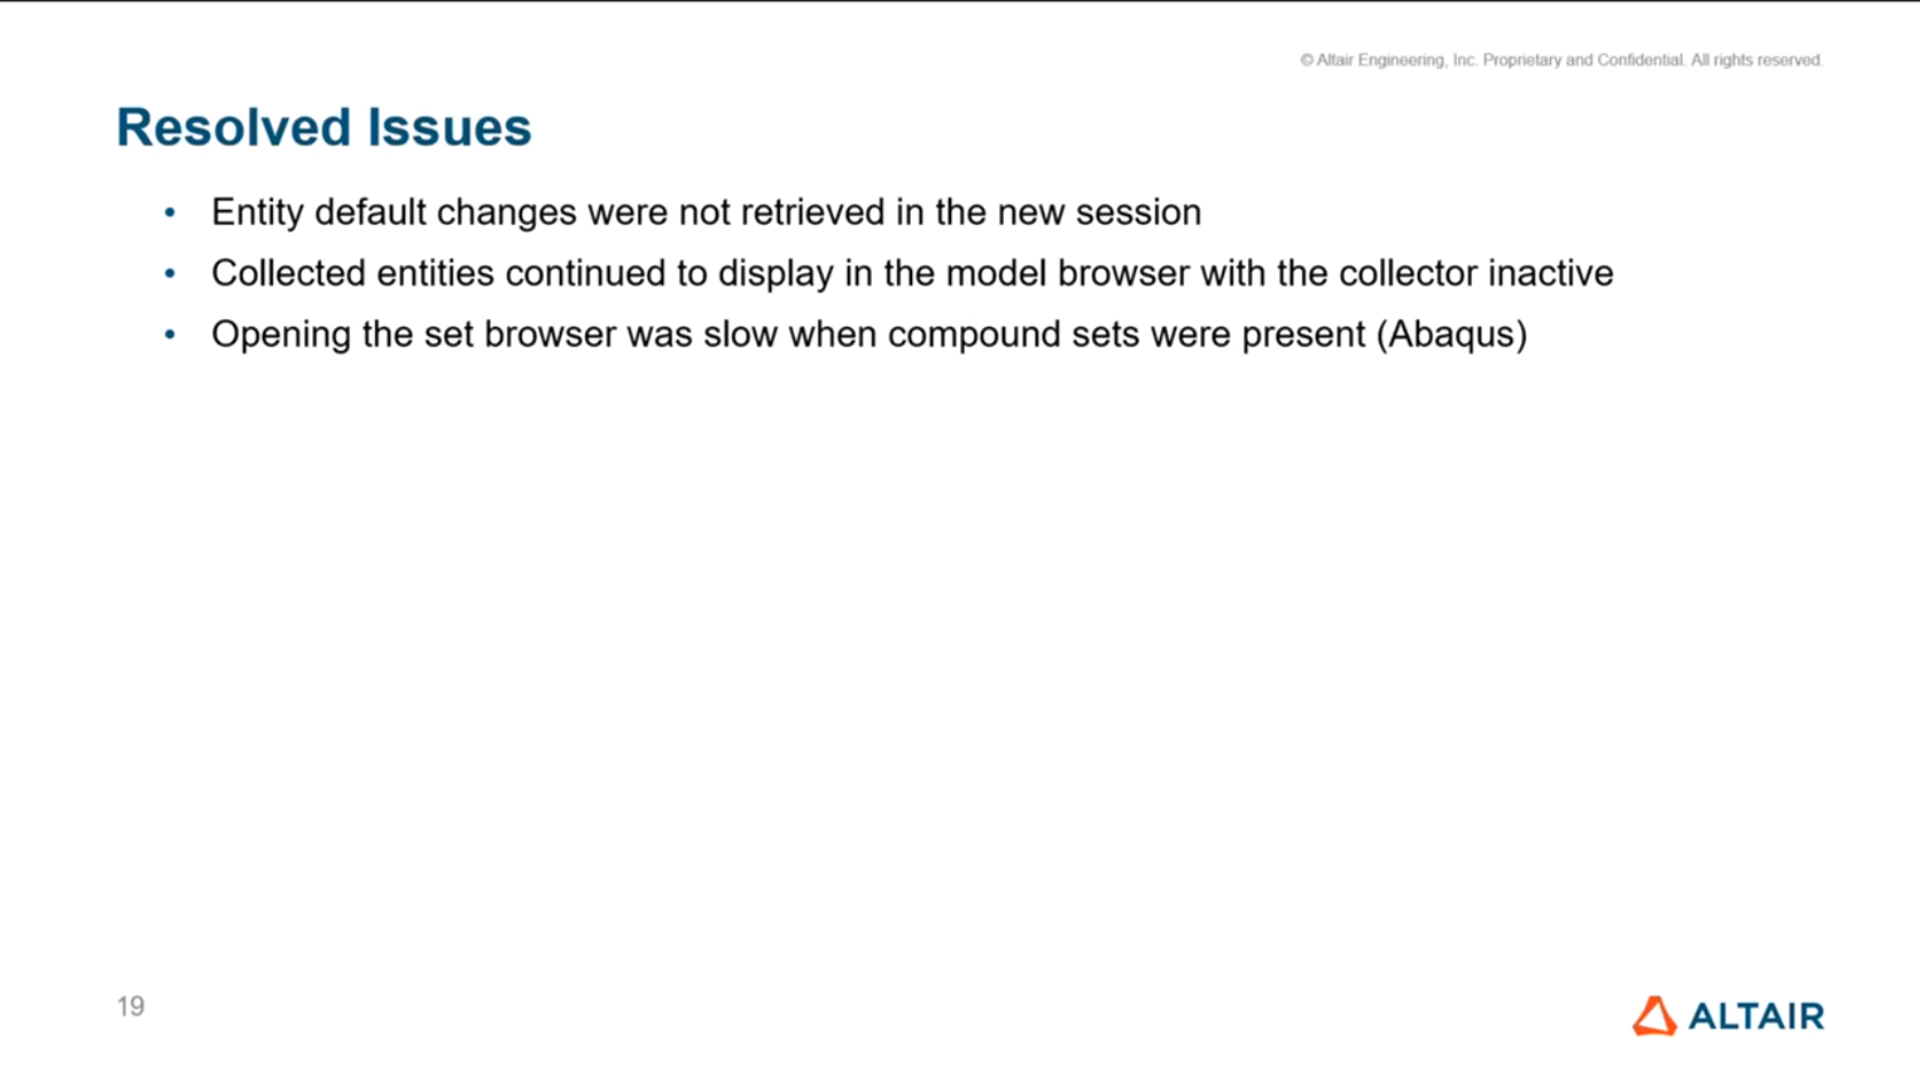 © Altair Engineering, Inc. Proprietary and Confidential. All rights reserved.
Resolved Issues
• Entity default changes were not retrieved in the new session
• Collected entities continued to display in the model browser with the collector inactive
• Opening the set browser was slow when compound sets were present (Abaqus)
19
ALTAIR